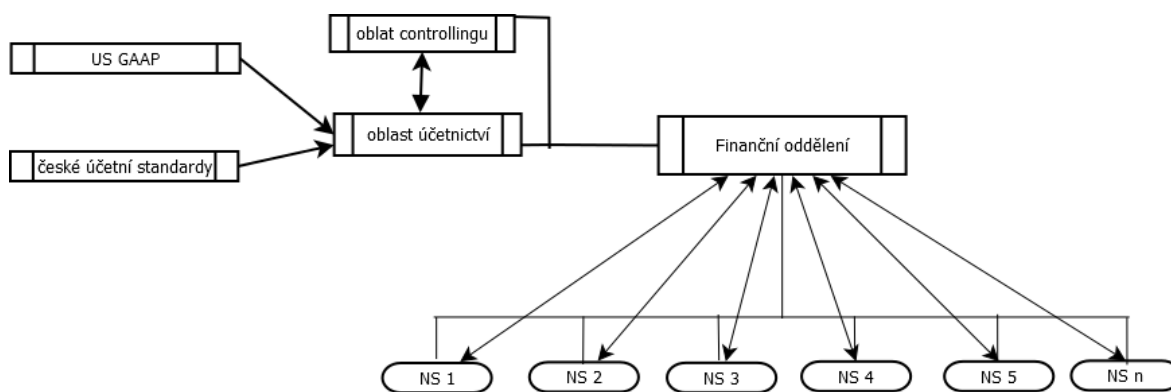 oblat controllingu
US GAAP
oblast účetnictví
Finanční oddělení
české účetní standardy
NS 1
NS 2
NS 3
NS 4
NS 5
NS n